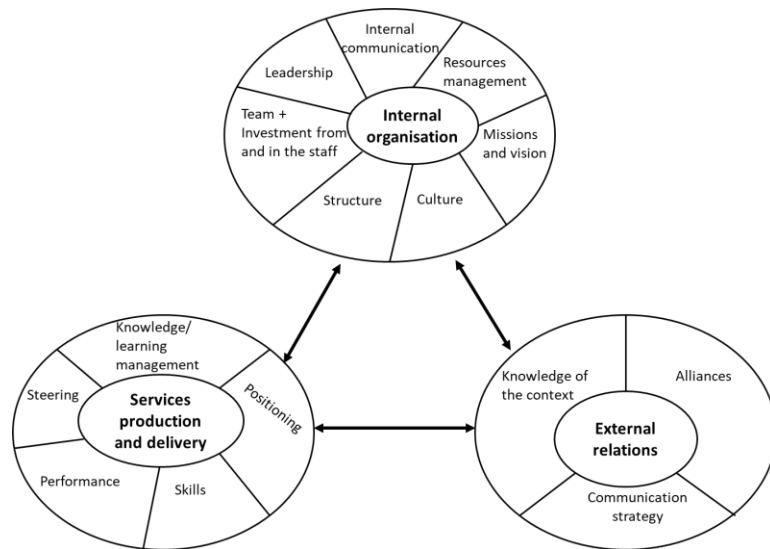 Internal
communication
Resources
management
Leadership
Internal
organisation
Team +
Investment from
and in the staff
Missions
and vision
Structure
Culture
Knowledge/
learning
management
Steering
Positioning
Services
production
and delivery
Performance
Skills
Knowledge of
the context
Alliances
External
relations
Communication
strategy